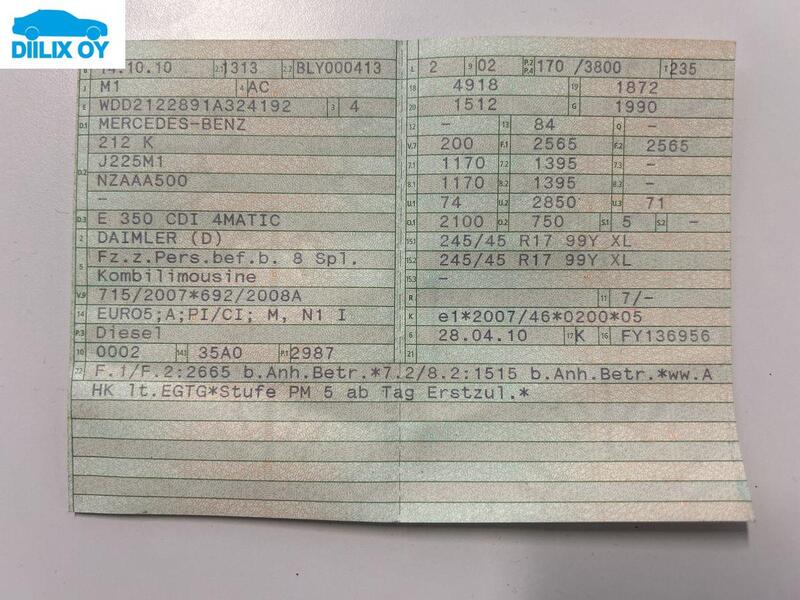 DIILIX OY
B 14.10.10 2.1 1313 2.2 BLY000413
J M1 4 AC
E WDD2122891A324192 3 4
D.1 MERCEDES-BENZ
D.2 212 K
J225M1
NZAAA500
–
D.3 E 350 CDI 4MATIC
2 DAIMLER (D)
5 Fz.z.Pers.bef.b. 8 Spl.
Kombilimousine
V.9 715/2007*692/2008A
14 EURO5;A;PI/CI; M, N1 I
P.3 Diesel
10 0002 14.1 35A0 P.1 2987
L 2 9 02 P.2 P.4 170 /3800 T 235
18 4918 19 1872
1512 20 1990
12 – 13 84 Q –
V.7 200 F.1 2565 F.2 2565
7.1 1170 7.2 1395 7.3 –
8.1 1170 8.2 1395 8.3 –
U.1 74 U.2 2850 U.3 71
O.1 2100 O.2 750 S.1 5 S.2 –
15.1 245/45 R17 99Y XL
15.2 245/45 R17 99Y XL
15.3 –
R 11 7/-
K e1*2007/46*0200*05
6 28.04.10 17 K 16 FY136956
21
22 F.1/F.2:2665 b.Anh.Betr.*7.2/8.2:1515 b.Anh.Betr.*ww.A
HK lt.EGTG*Stufe PM 5 ab Tag Erstzul.*